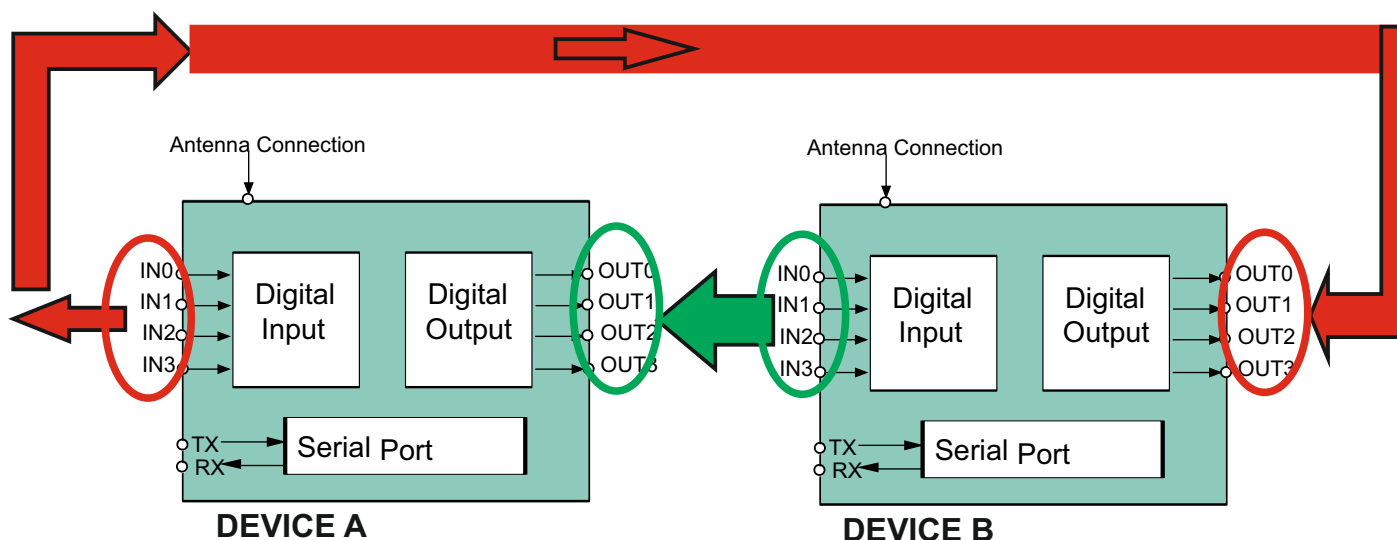 Antenna Connection
Antenna Connection
IN0
IN1
IN2
IN3
Digital
Input
Digital
Output
OUT0
OUT1
OUT2
OUT3
TX
RX
Serial Port
DEVICE A
IN0
IN1
IN2
IN3
Digital
Input
Digital
Output
OUT0
OUT1
OUT2
OUT3
TX
RX
Serial Port
DEVICE B